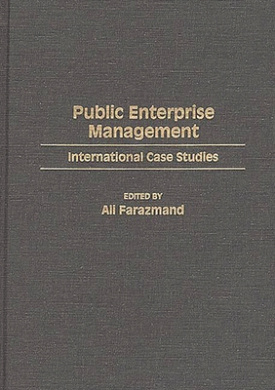 Public Enterprise
Management
International Case Studies
EDITED BY
Ali Farazmand